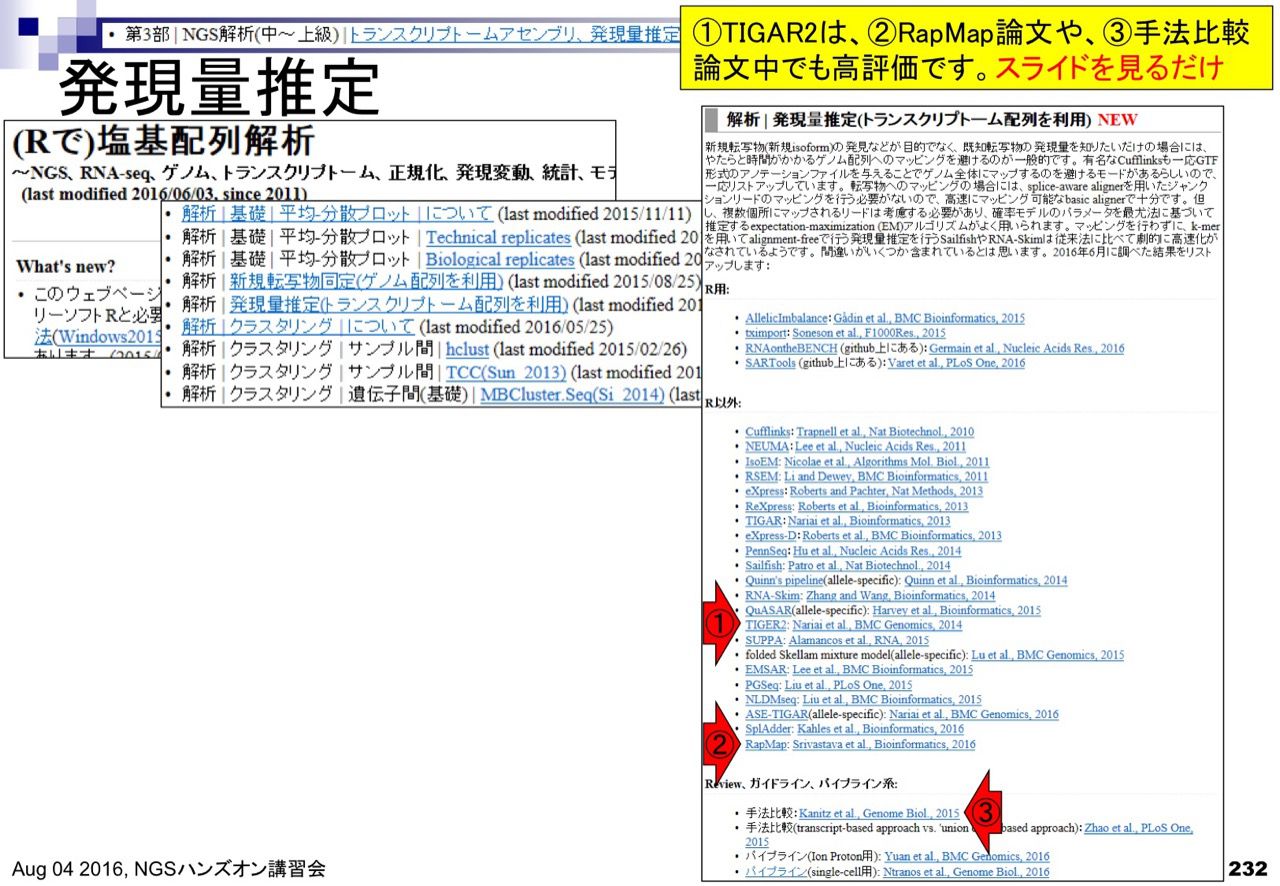 • 第3部 | NGS解析(中～上級) | トランスクリプトームアセンブリ、発現量推定
①TIGAR2は、②RapMap論文や、③手法比較
論文中でも高評価です。スライドを見るだけ
発現量推定
(Rで)塩基配列解析
～NGS、RNA-seq、ゲノム、トランスクリプトーム、正規化、発現変動、統計、モデ
(last modified 2016/06/03, since 2011)
What's new?
• このウェブページ
リーソフトRと必要
法(Windows2015
• 解析 | 基礎 | 平均-分散プロット | について (last modified 2015/11/11)
• 解析 | 基礎 | 平均-分散プロット | Technical replicates (last modified 20
• 解析 | 基礎 | 平均-分散プロット | Biological replicates (last modified 20
• 解析 | 新規転写物同定(ゲノム配列を利用) (last modified 2015/08/25)
• 解析 | 発現量推定(トランスクリプトーム配列を利用) (last modified 201
• 解析 | クラスタリング | について (last modified 2016/05/25)
• 解析 | クラスタリング | サンプル間 | hclust (last modified 2015/02/26)
• 解析 | クラスタリング | サンプル間 | TCC(Sun_2013) (last modified 201
• 解析 | クラスタリング | 遺伝子間(基礎) | MBCluster.Seq(Si_2014) (last
解析 | 発現量推定(トランスクリプトーム配列を利用) NEW
新規転写物(新規isoform)の発見などが目的でなく、既知転写物の発現量を知りたいだけの場合には、
やたらと時間がかかるゲノム配列へのマッピングを避けるのが一般的です。有名なCufflinksも一応GTF
形式のアノテーションファイルを与えることでゲノム全体にマップするのを避けるモードがあるらしいので、
一応リストアップしています。転写物へのマッピングの場合には、splice-aware alignerを用いたジャンク
ションリードのマッピングを行う必要がないので、高速にマッピング可能なbasic alignerで十分です。但
し、複数個所にマップされるリードは考慮する必要があり、確率モデルのパラメータを最尤法に基づいて
推定するexpectation-maximization (EM)アルゴリズムがよく用いられます。マッピングを行わずに、k-mer
を用いてalignment-freeで行う発現量推定を行うSailfishやRNA-Skimは従来法に比べて劇的に高速化が
なされているようです。間違いがいくつか含まれているとは思います。2016年6月に調べた結果をリスト
アップします:
R用:
• AllelicImbalance: Gådin et al., BMC Bioinformatics, 2015
• tximport: Soneson et al., F1000Res., 2015
• RNAontheBENCH (github上にある): Germain et al., Nucleic Acids Res., 2016
• SARTools (github上にある): Varet et al., PLoS One, 2016
R以外:
• Cufflinks: Trapnell et al., Nat Biotechnol., 2010
• NEUMA: Lee et al., Nucleic Acids Res., 2011
• IsoEM: Nicolae et al., Algorithms Mol. Biol., 2011
• RSEM: Li and Dewey, BMC Bioinformatics, 2011
• eXpress: Roberts and Pachter, Nat Methods, 2013
• ReXpress: Roberts et al., Bioinformatics, 2013
• TIGAR: Nariai et al., Bioinformatics, 2013
• eXpress-D: Roberts et al., BMC Bioinformatics, 2013
• PennSeq: Hu et al., Nucleic Acids Res., 2014
• Sailfish: Patro et al., Nat Biotechnol., 2014
• Quinn's pipeline(allele-specific): Quinn et al., Bioinformatics, 2014
• RNA-Skim: Zhang and Wang, Bioinformatics, 2014
• QuASAR(allele-specific): Harvey et al., Bioinformatics, 2015
① • TIGER2: Nariai et al., BMC Genomics, 2014
• SUPPA: Alamancos et al., RNA, 2015
• folded Skellam mixture model(allele-specific): Lu et al., BMC Genomics, 2015
• EMSAR: Lee et al., BMC Bioinformatics, 2015
• PGSeq: Liu et al., PLoS One, 2015
• NLDMseq: Liu et al., BMC Bioinformatics, 2015
• ASE-TIGAR(allele-specific): Nariai et al., BMC Genomics, 2016
• SplAdder: Kahles et al., Bioinformatics, 2016
② • RapMap: Srivastava et al., Bioinformatics, 2016
Review、ガイドライン、パイプライン系:
• 手法比較: Kanitz et al., Genome Biol., 2015 ③
• 手法比較(transcript-based approach vs. 'union based approach): Zhao et al., PLoS One,
2015
• パイプライン(Ion Proton用): Yuan et al., BMC Genomics, 2016
• パイプライン(single-cell用): Ntranos et al., Genome Biol., 2016
Aug 04 2016, NGSハンズオン講習会
232